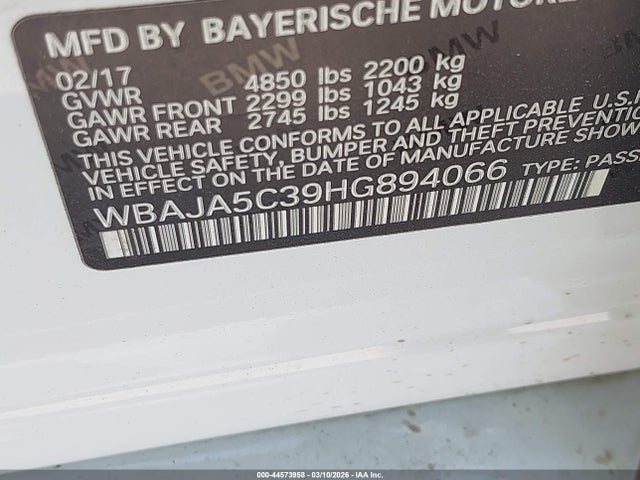 MFD BY BAYERISCHE
02/17
GVWR 4850 lbs 2200 kg
GAWR FRONT 2299 lbs 1043 kg
GAWR REAR 2745 lbs 1245 kg
THIS VEHICLE CONFORMS TO ALL APPLICABLE U.S.
VEHICLE SAFETY, BUMPER AND THEFT PREVENTION
IN EFFECT ON THE DATE OF MANUFACTURE SHOW
WBAJA5C39HG894066 TYPE: PASS
000-44573958 - 03/10/2026 - IAA Inc.